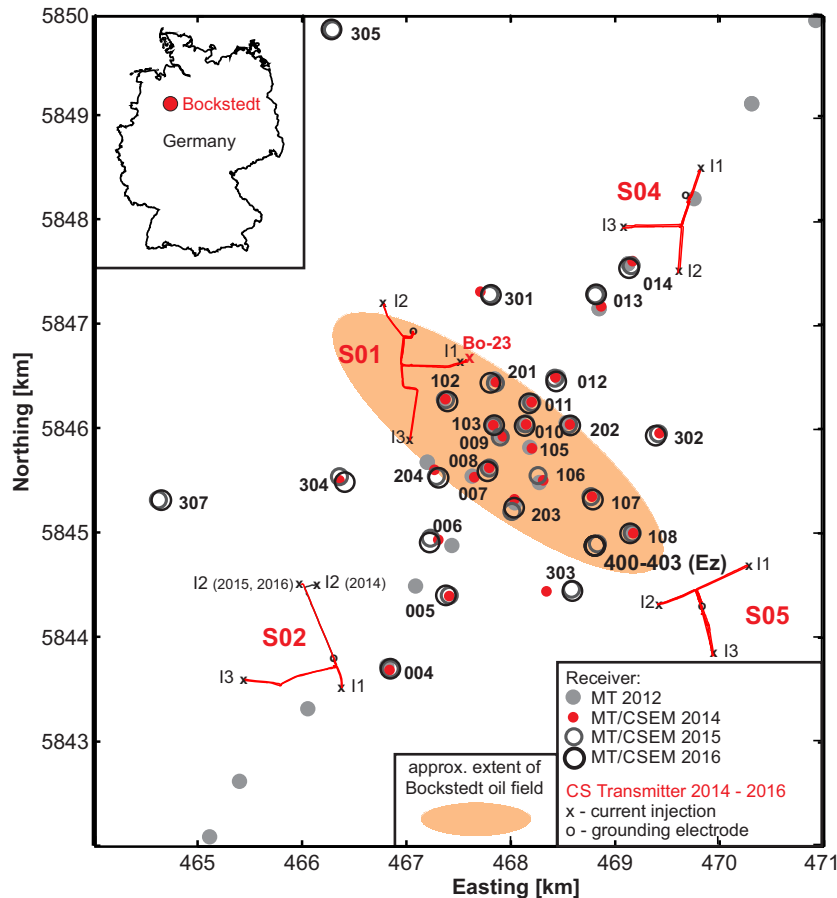 5850
5849
5848
5847
5846
5845
5844
5843
Northing [km]
465
466
467
468
469
470
471
Easting [km]
Bockstedt
Germany
305
I1
S04
I3
I2
014
301
013
I2
S01
I1
Bo-23
I3
201
012
102
011
103
010
202
009
105
302
008
106
304
204
007
107
307
203
006
108
400-403 (Ez)
303
I1
I2
S05
I3
I2 (2015, 2016)
I2 (2014)
005
S02
I3
I1
004
approx. extent of
Bockstedt oil field
Receiver:
MT 2012
MT/CSEM 2014
MT/CSEM 2015
MT/CSEM 2016
CS Transmitter 2014 - 2016
x - current injection
o - grounding electrode